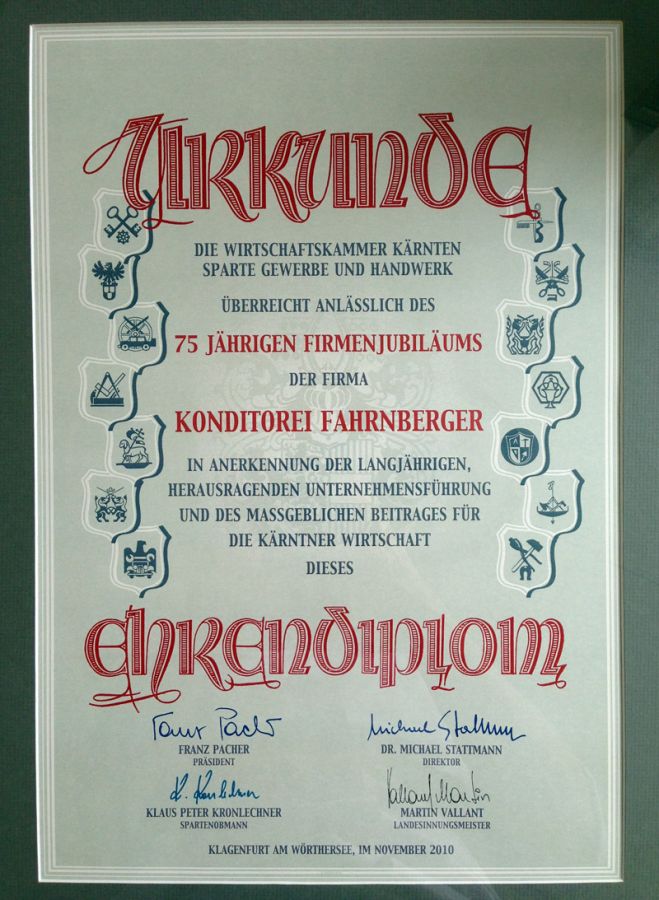 Urkunde
DIE WIRTSCHAFTSKAMMER KÄRNTEN
SPARTE GEWERBE UND HANDWERK
ÜBERREICHT ANLÄSSLICH DES
75 JÄHRIGEN FIRMENJUBILÄUMS
DER FIRMA
KONDITOREI FAHRNBERGER
IN ANERKENNUNG DER LANGJÄHRIGEN,
HERAUSRAGENDEN UNTERNEHMENSFÜHRUNG
UND DES MASSGEBLICHEN BEITRAGES FÜR
DIE KÄRNTNER WIRTSCHAFT
DIESES
Ehrendiplom
Franz Pacher Michael Stattmann
FRANZ PACHER DR. MICHAEL STATTMANN
PRÄSIDENT DIREKTOR
K. Kronlechner Vallant Martin
KLAUS PETER KRONLECHNER MARTIN VALLANT
SPARTENOBMANN LANDESINNUNGSMEISTER
KLAGENFURT AM WÖRTHERSEE, IM NOVEMBER 2010